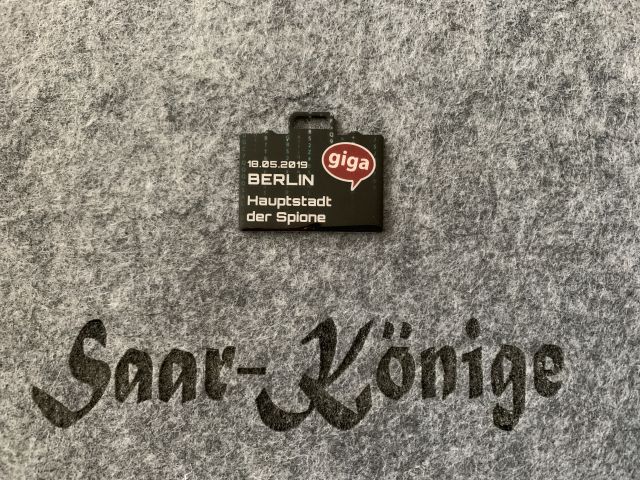 18.05.2019
BERLIN
giga
Hauptstadt
der Spione
Saar-Könige